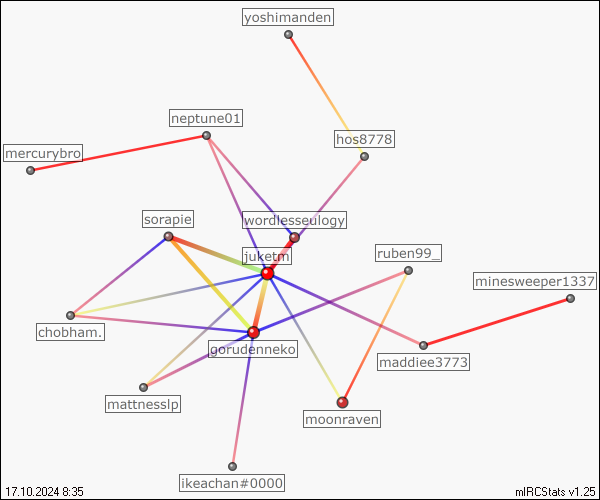 yoshimanden
neptune01
hos8778
mercurybro
sorapie
wordlesseulogy
juketm
ruben99_
minesweeper1337
chobham.
gorudenneko
maddiee3773
mattnesslp
moonraven
ikeachan#0000
17.10.2024 8:35
mIRCStats v1.25